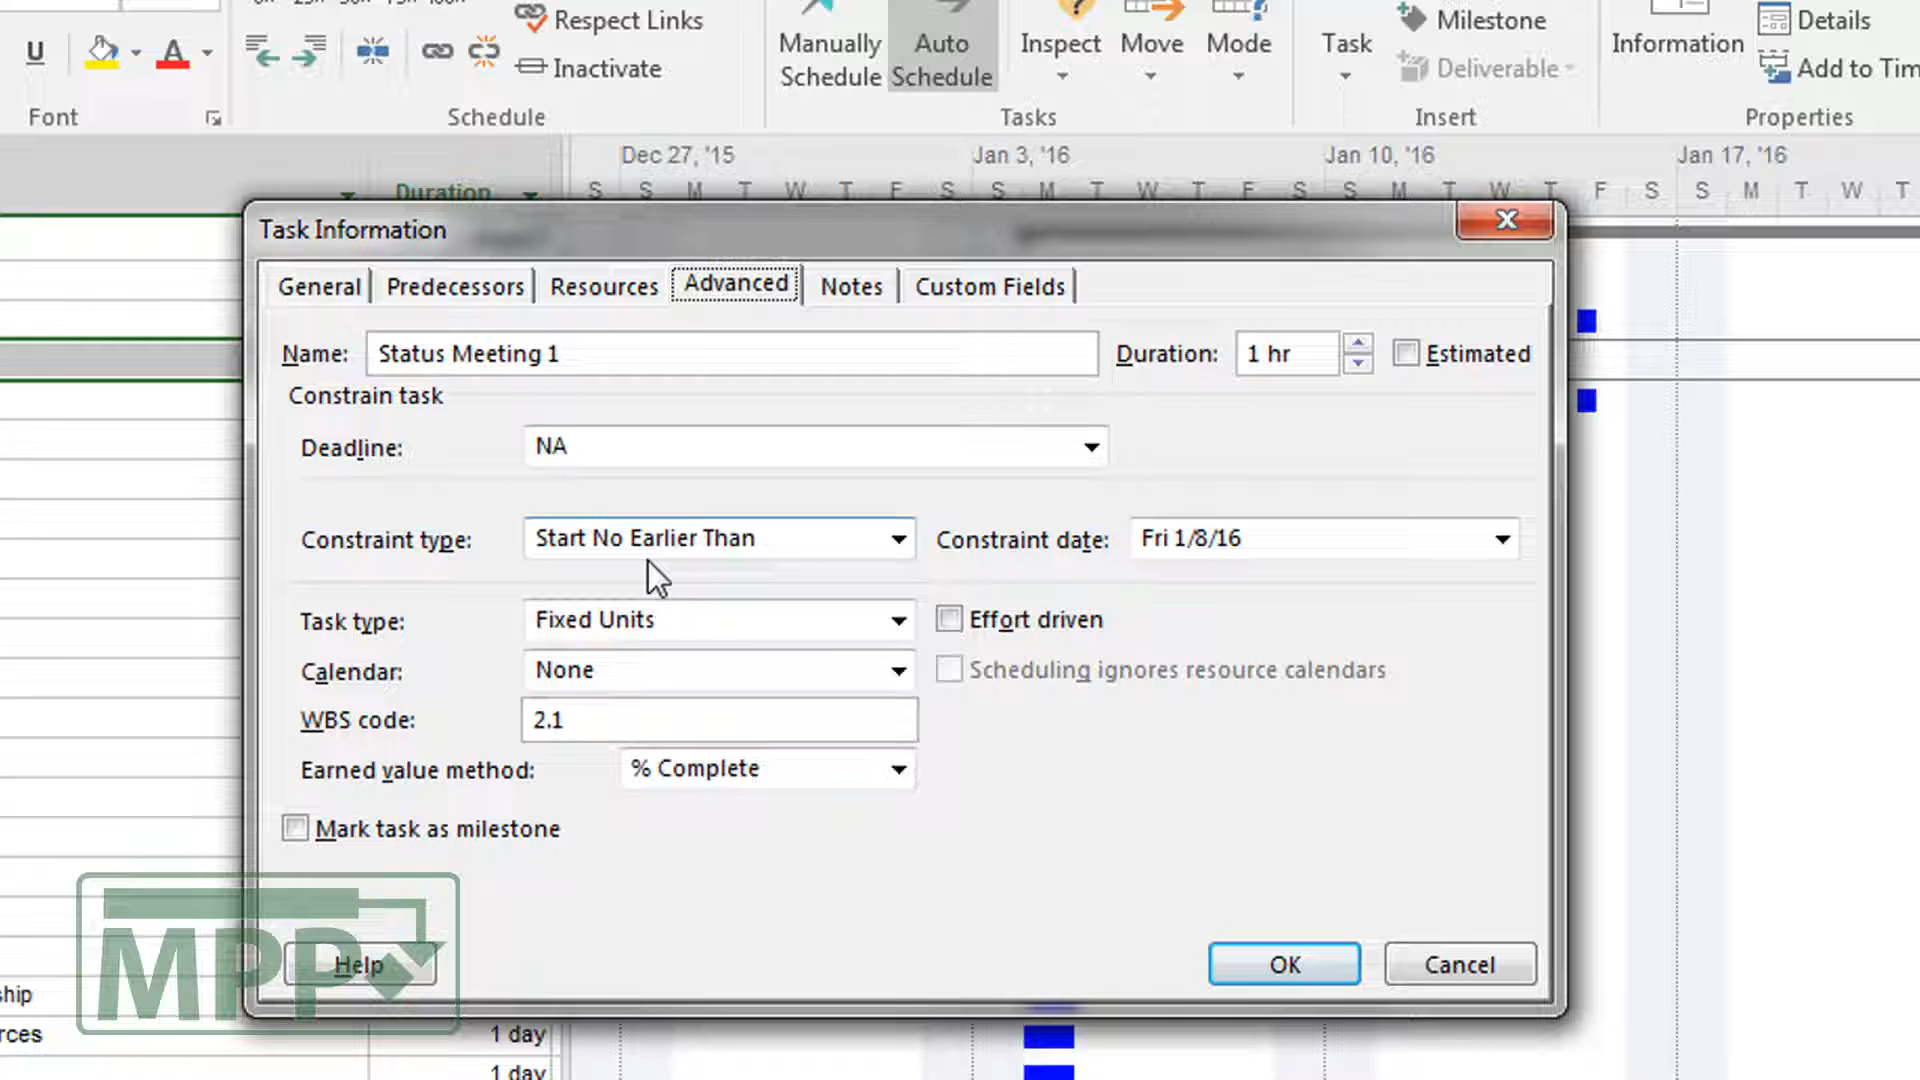 Respect Links
Manually Schedule
Auto Schedule
Inspect
Move
Mode
Task
Milestone
Information
Details
U
A
Inactivate
Deliverable
Add to Tim
Font
Schedule
Tasks
Insert
Properties
Dec 27, '15
Jan 3, '16
Jan 10, '16
Jan 17, '16
Duration
S S M T W T F S S M T W T F S S M T W T F S S M T W T
Task Information
General
Predecessors
Resources
Advanced
Notes
Custom Fields
Name: Status Meeting 1
Duration: 1 hr
Estimated
Constrain task
Deadline: NA
Constraint type: Start No Earlier Than
Constraint date: Fri 1/8/16
Task type: Fixed Units
Effort driven
Calendar: None
Scheduling ignores resource calendars
WBS code: 2.1
Earned value method: % Complete
Mark task as milestone
Help
OK
Cancel
MPP
hip
rces
1 day
1 day